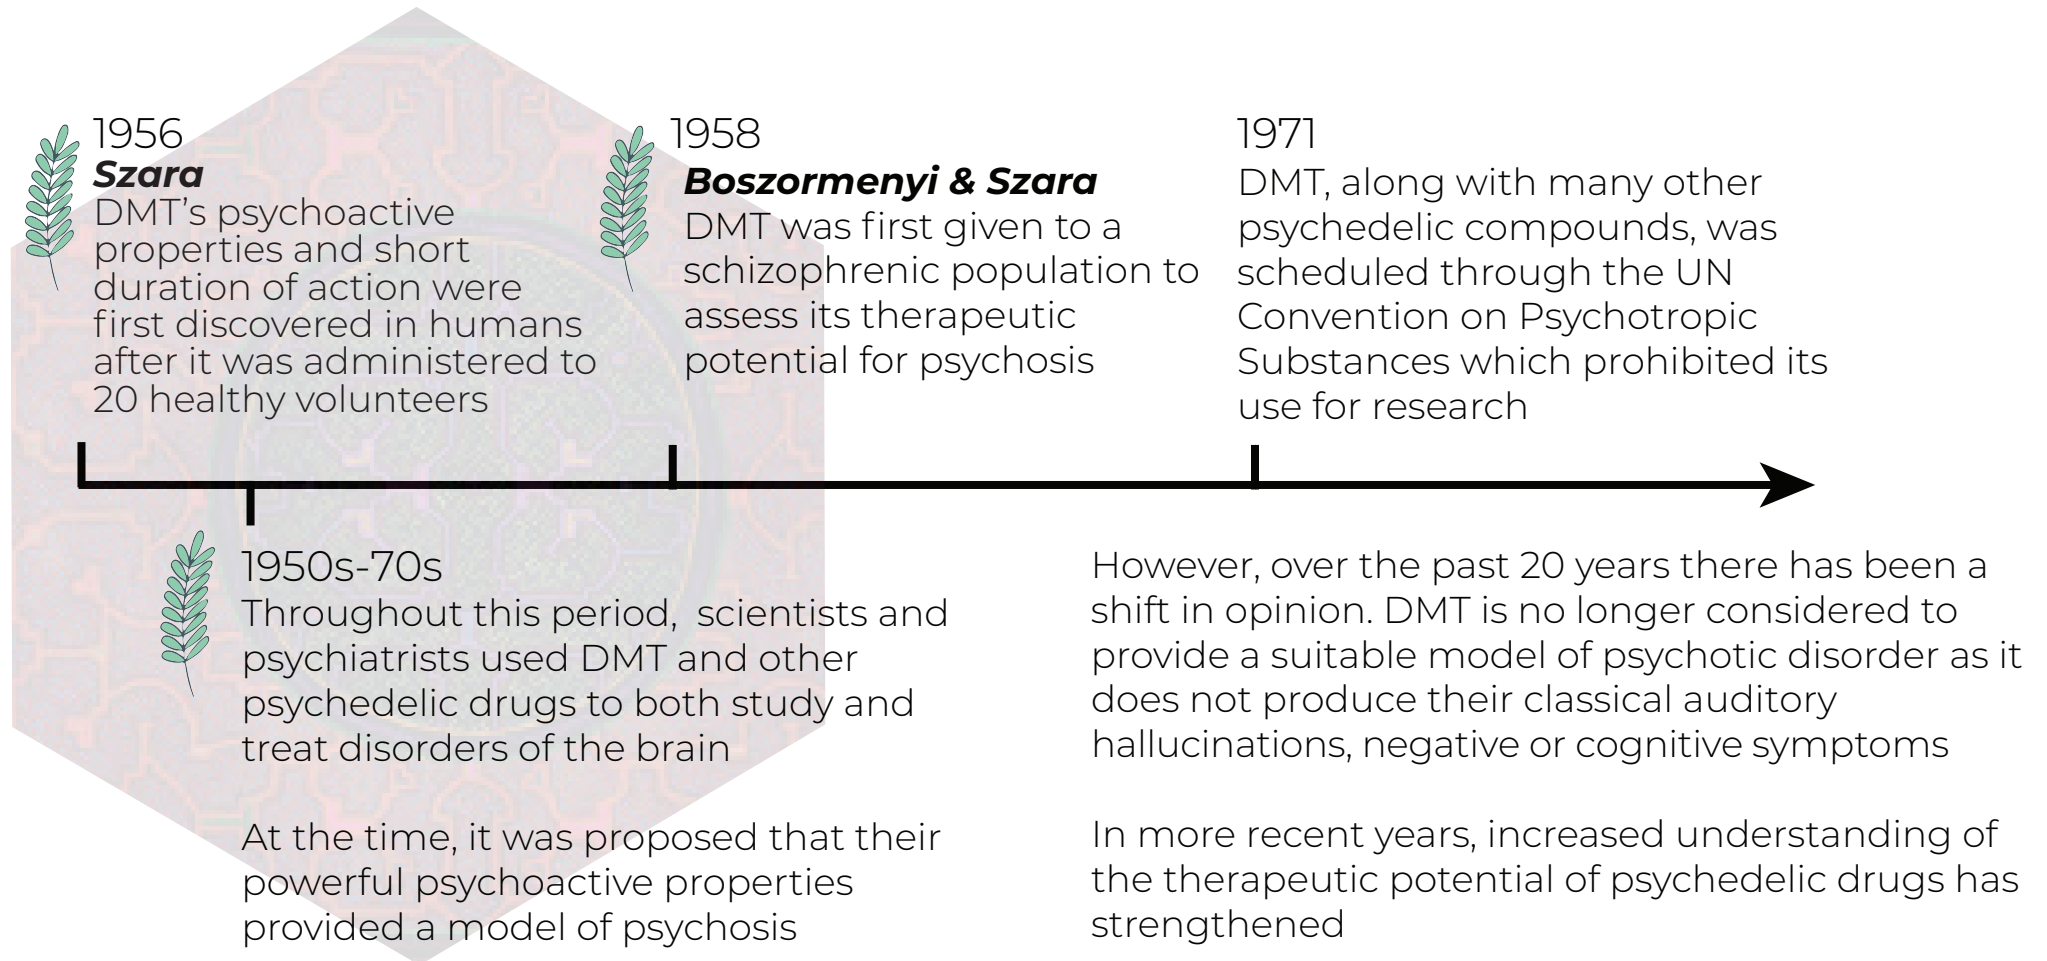 1956
Szara
DMT’s psychoactive
properties and short
duration of action were
first discovered in humans
after it was administered to
20 healthy volunteers
1958
Boszormenyi & Szara
DMT was first given to a
schizophrenic population to
assess its therapeutic
potential for psychosis
1971
DMT, along with many other
psychedelic compounds, was
scheduled through the UN
Convention on Psychotropic
Substances which prohibited its
use for research
1950s-70s
Throughout this period,  scientists and
psychiatrists used DMT and other
psychedelic drugs to both study and
treat disorders of the brain
At the time, it was proposed that their
powerful psychoactive properties
provided a model of psychosis
However, over the past 20 years there has been a
shift in opinion. DMT is no longer considered to
provide a suitable model of psychotic disorder as it
does not produce their classical auditory
hallucinations, negative or cognitive symptoms
In more recent years, increased understanding of
the therapeutic potential of psychedelic drugs has
strengthened